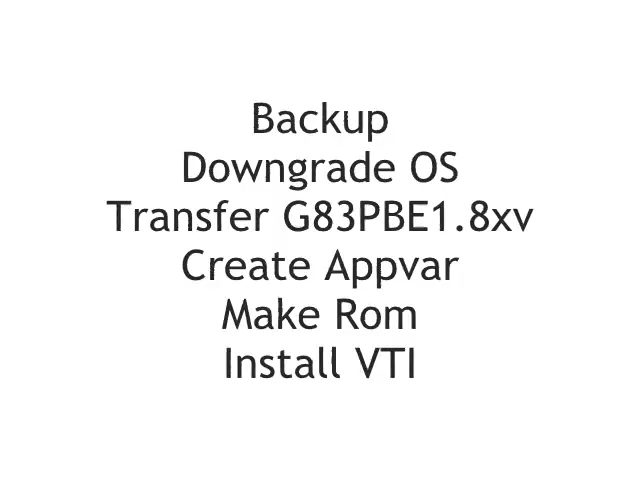 Backup
Downgrade OS
Transfer G83PBE1.8xv
Create Appvar
Make Rom
Install VTI